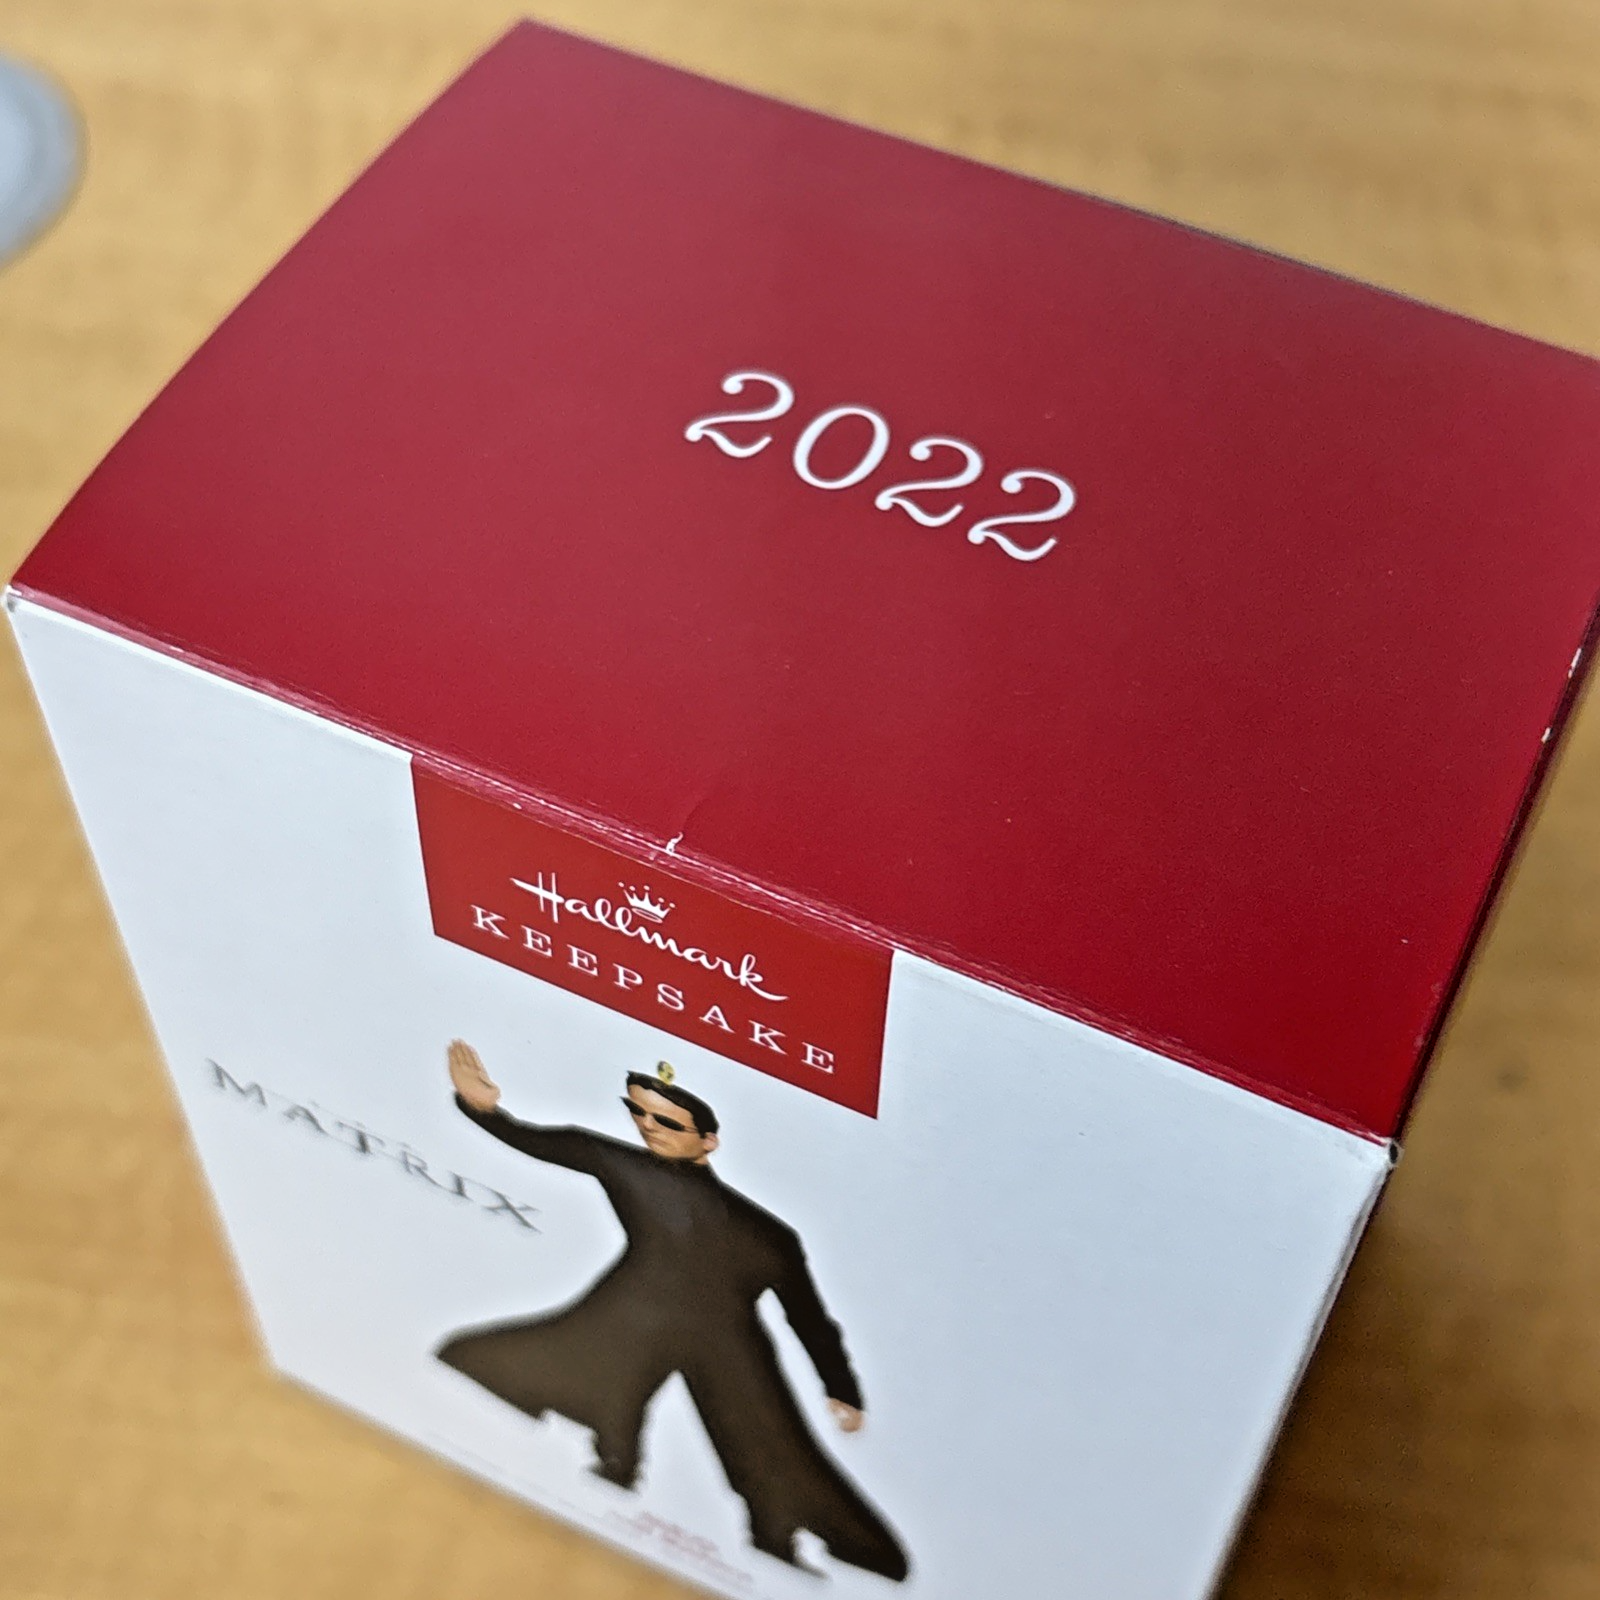 2022
Hallmark
KEEPSAKE
MATRIX